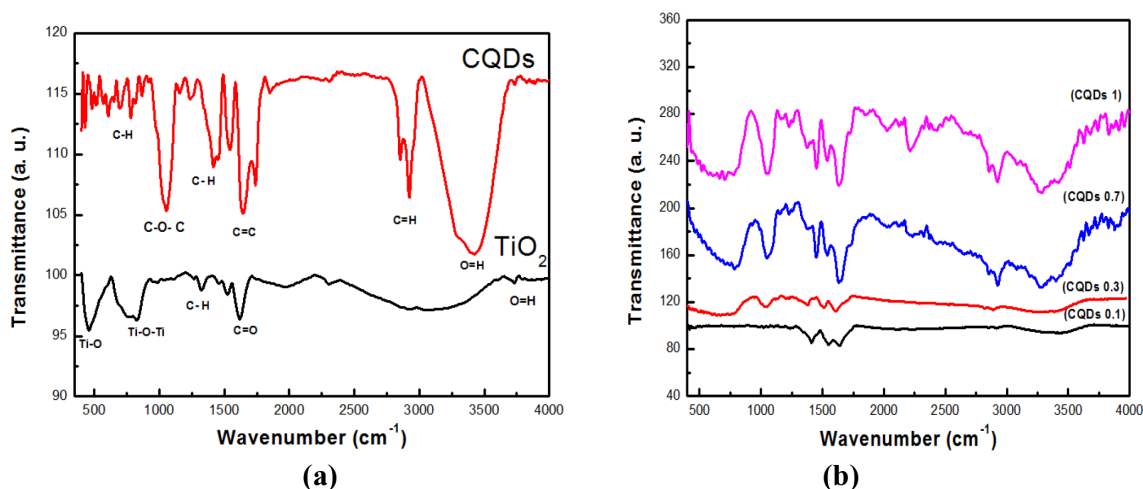 120
115
110
105
100
95
90
Transmittance (a. u.)
CQDs
C-H
C-O- C
C- H
C=C
C=H
O=H
TiO2
Ti-O
Ti-O-Ti
C- H
C=O
O=H
500 1000 1500 2000 2500 3000 3500 4000
Wavenumber (cm-1)
(a)
360
320
280
240
200
160
120
80
40
Transmittance (a. u.)
(CQDs 1)
(CQDs 0.7)
(CQDs 0.3)
(CQDs 0.1)
500 1000 1500 2000 2500 3000 3500 4000
Wavenumber (cm-1)
(b)